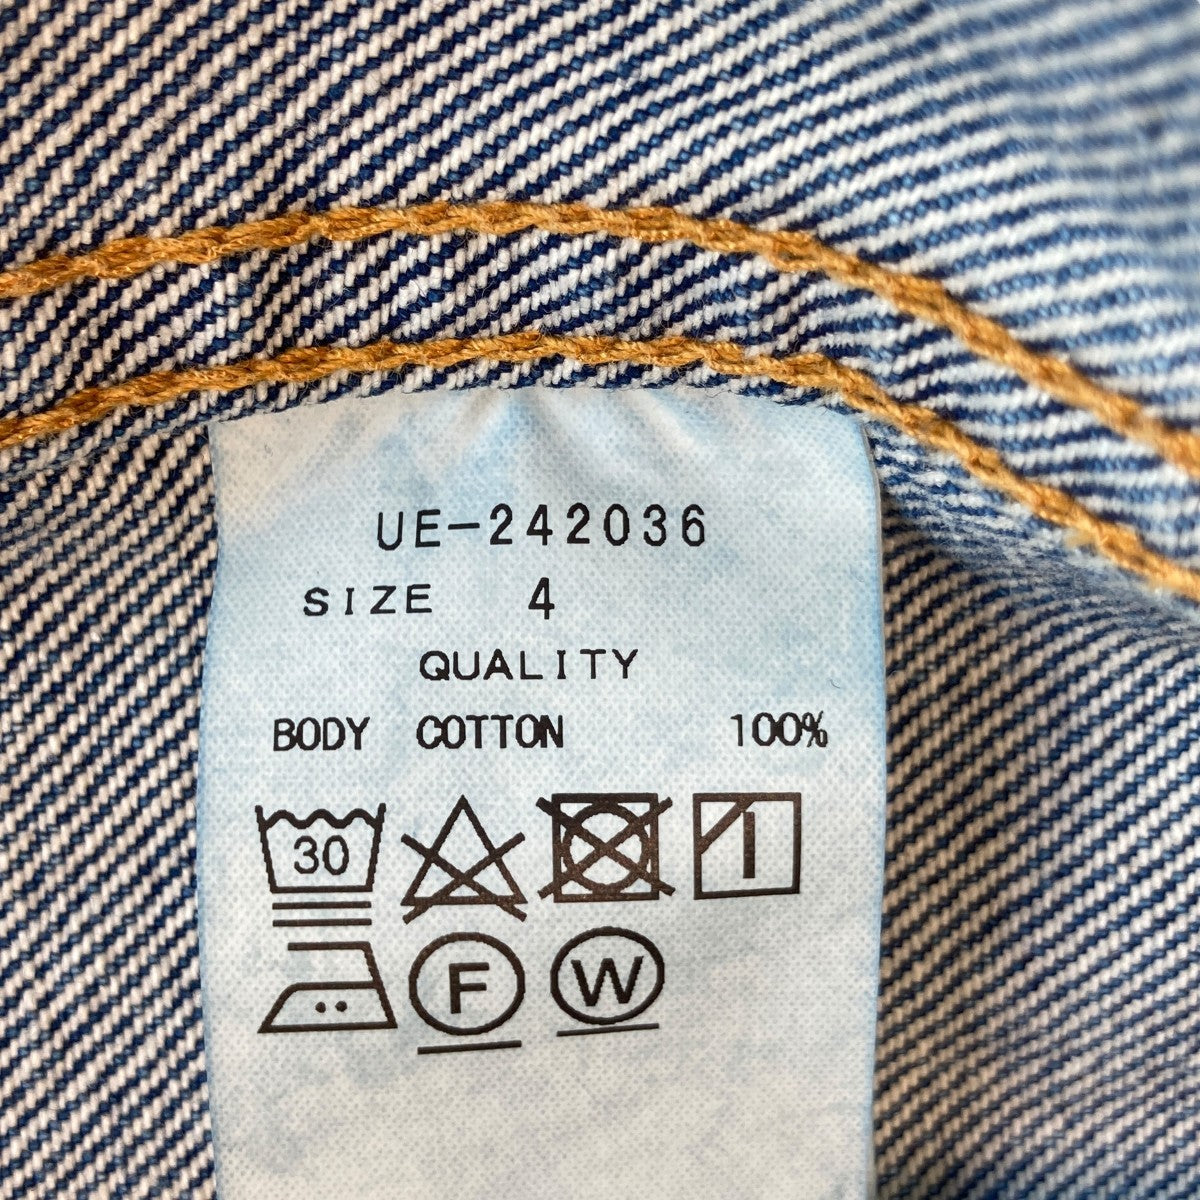 UE-242036
SIZE 4
QUALITY
BODY COTTON 100%
30
F W